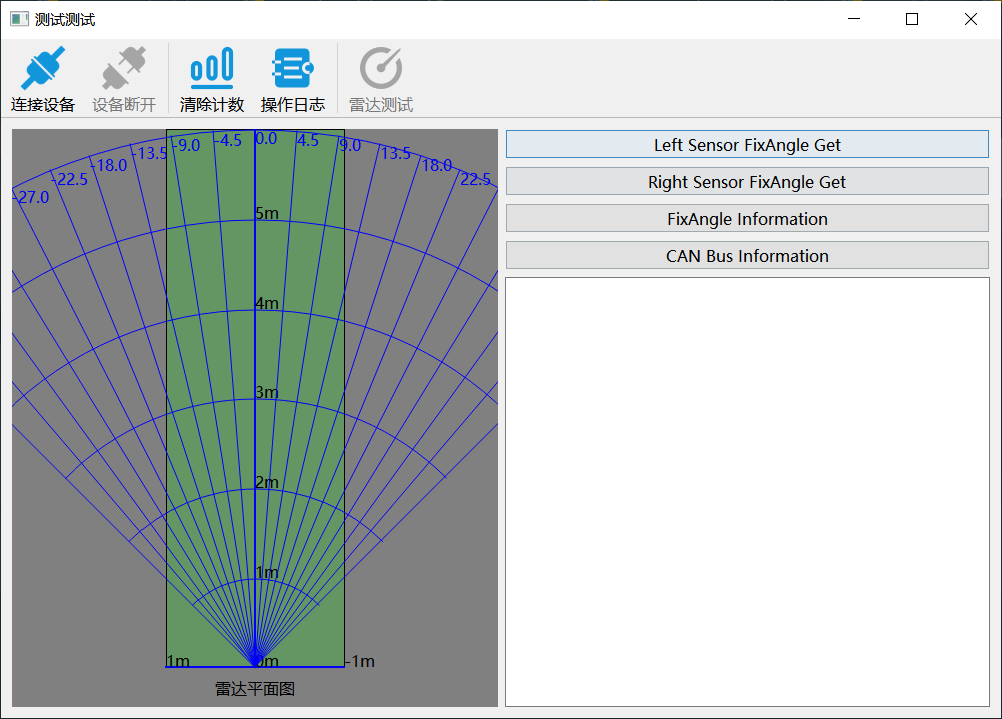 测试测试
连接设备 设备断开 清除计数 操作日志 雷达测试
-27.0 -22.5 -18.0 -13.5 -9.0 -4.5 0.0 4.5 9.0 13.5 18.0 22.5
5m
4m
3m
2m
1m
1m 0m -1m
雷达平面图
Left Sensor FixAngle Get
Right Sensor FixAngle Get
FixAngle Information
CAN Bus Information